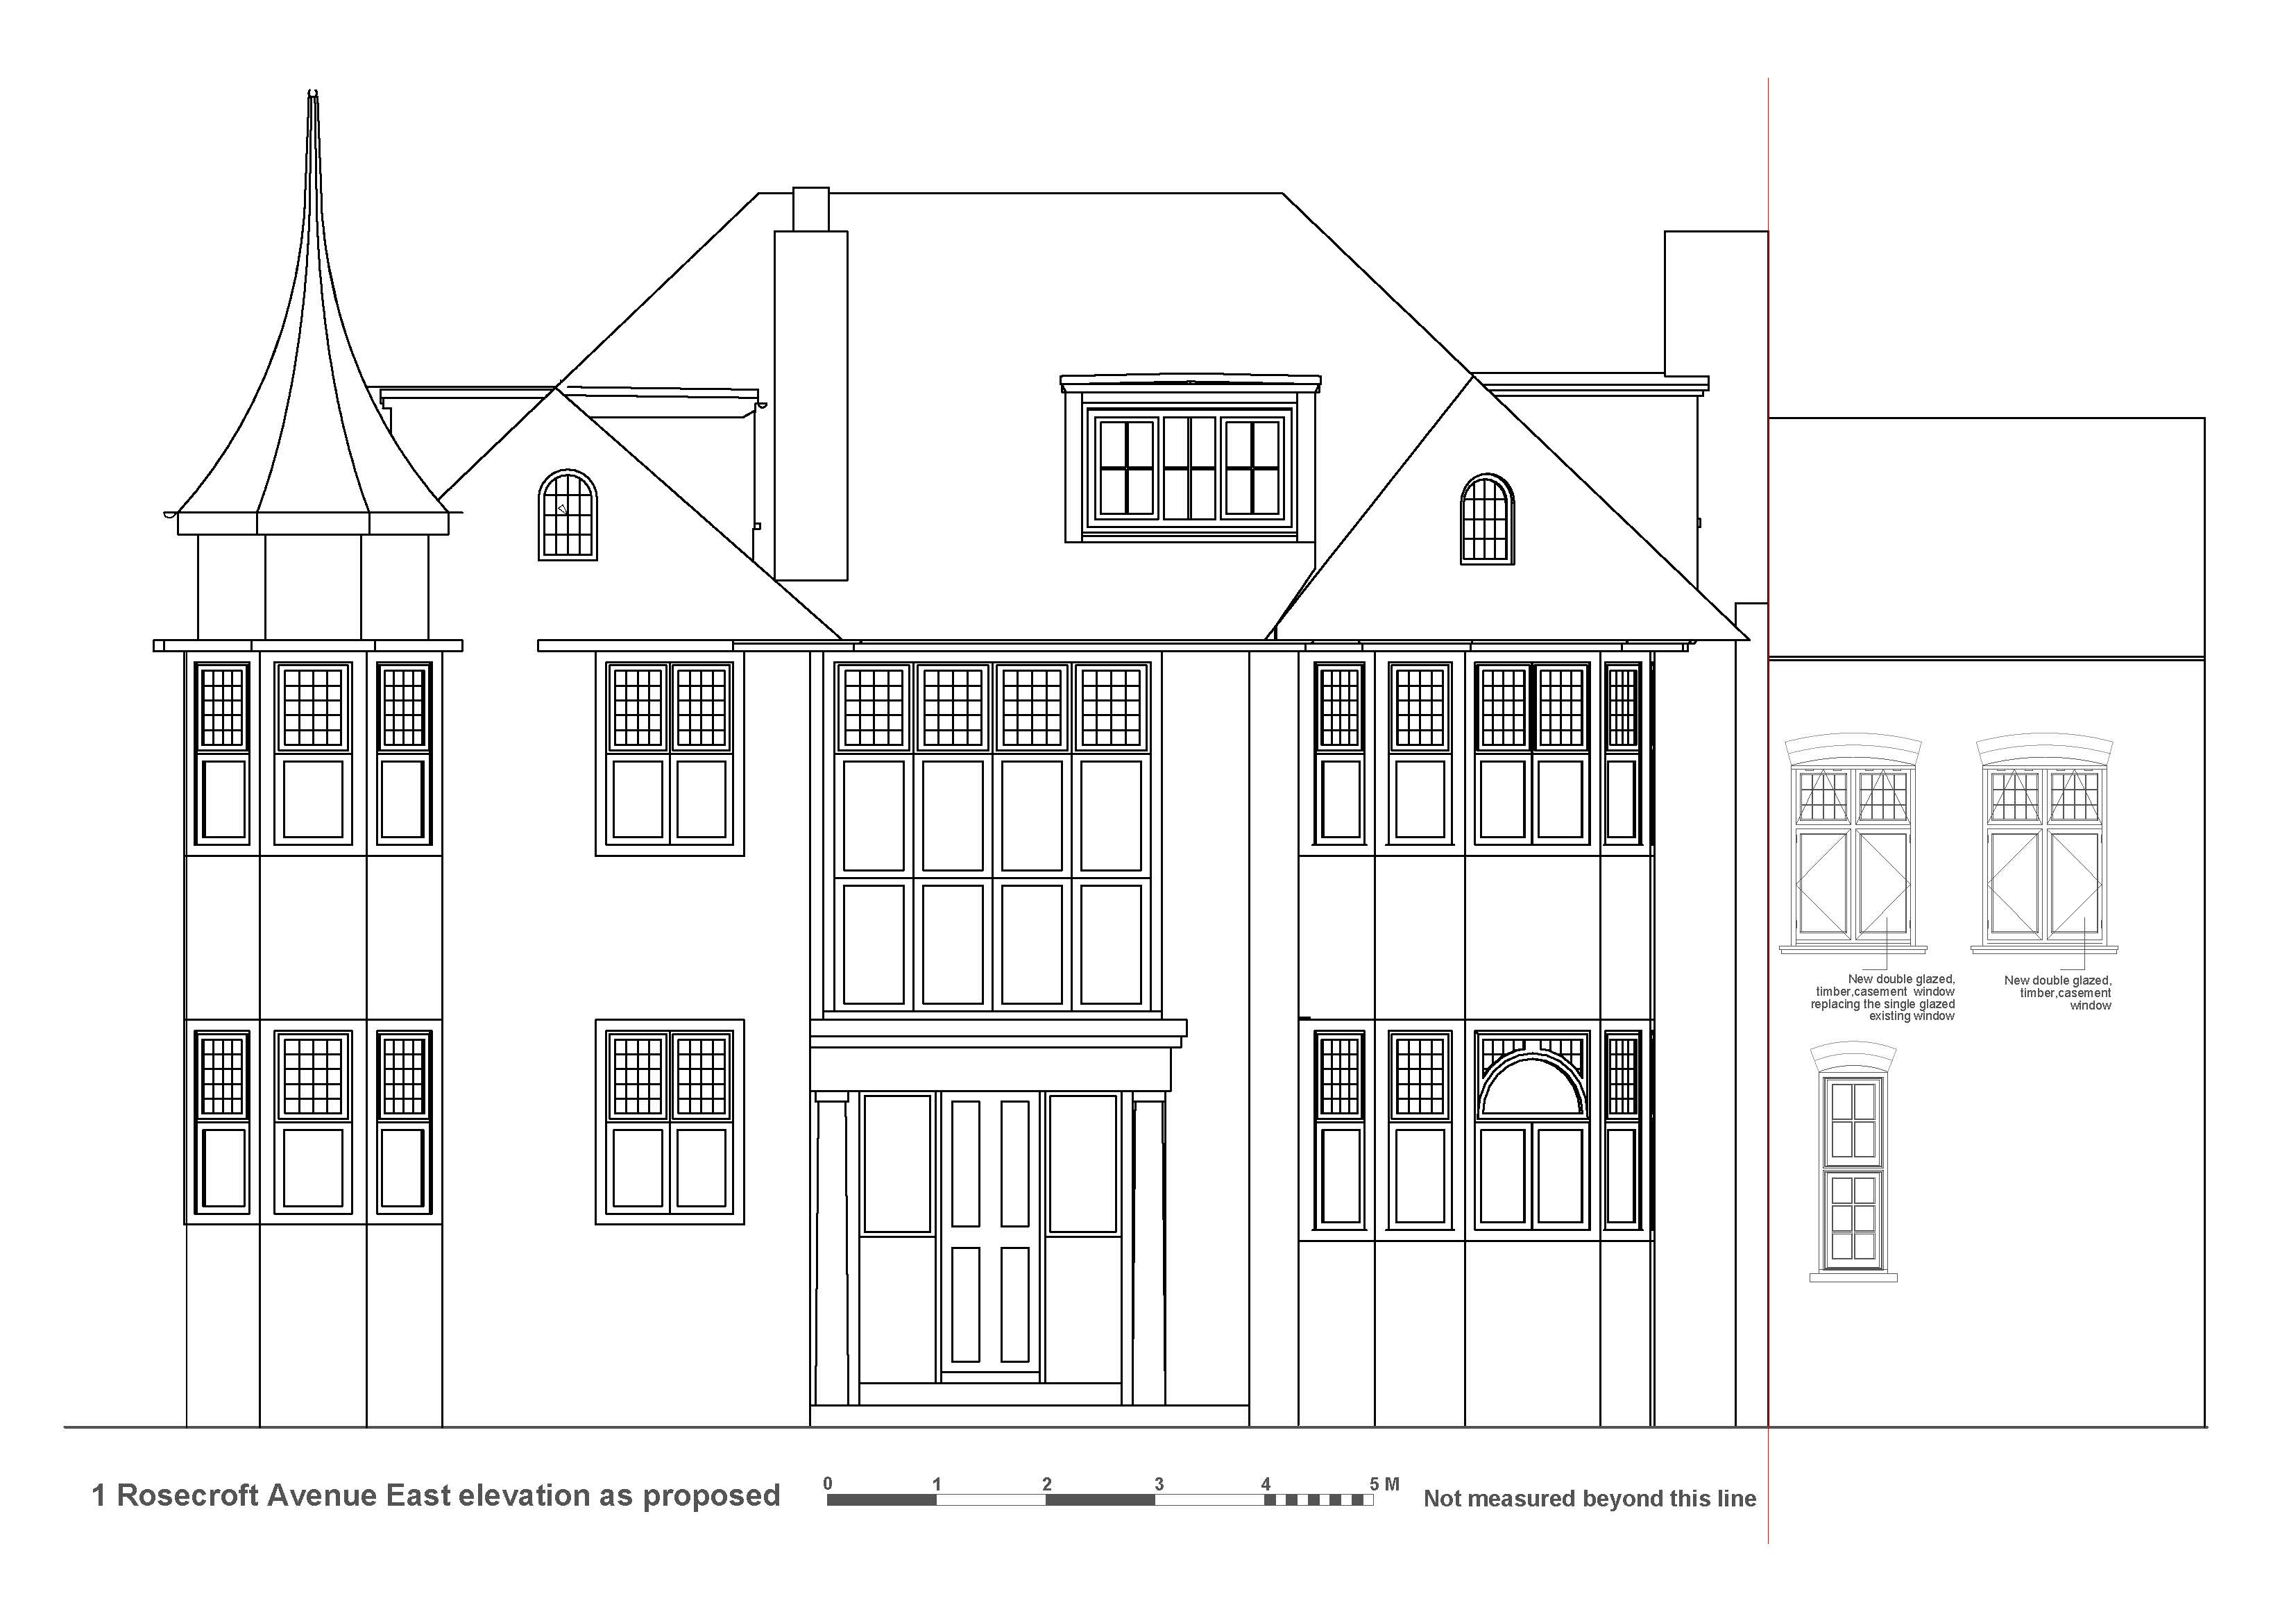 New double glazed,
timber,casement window
replacing the single glazed
existing window
New double glazed,
timber,casement
window
1 Rosecroft Avenue East elevation as proposed
0 1 2 3 4 5 M
Not measured beyond this line